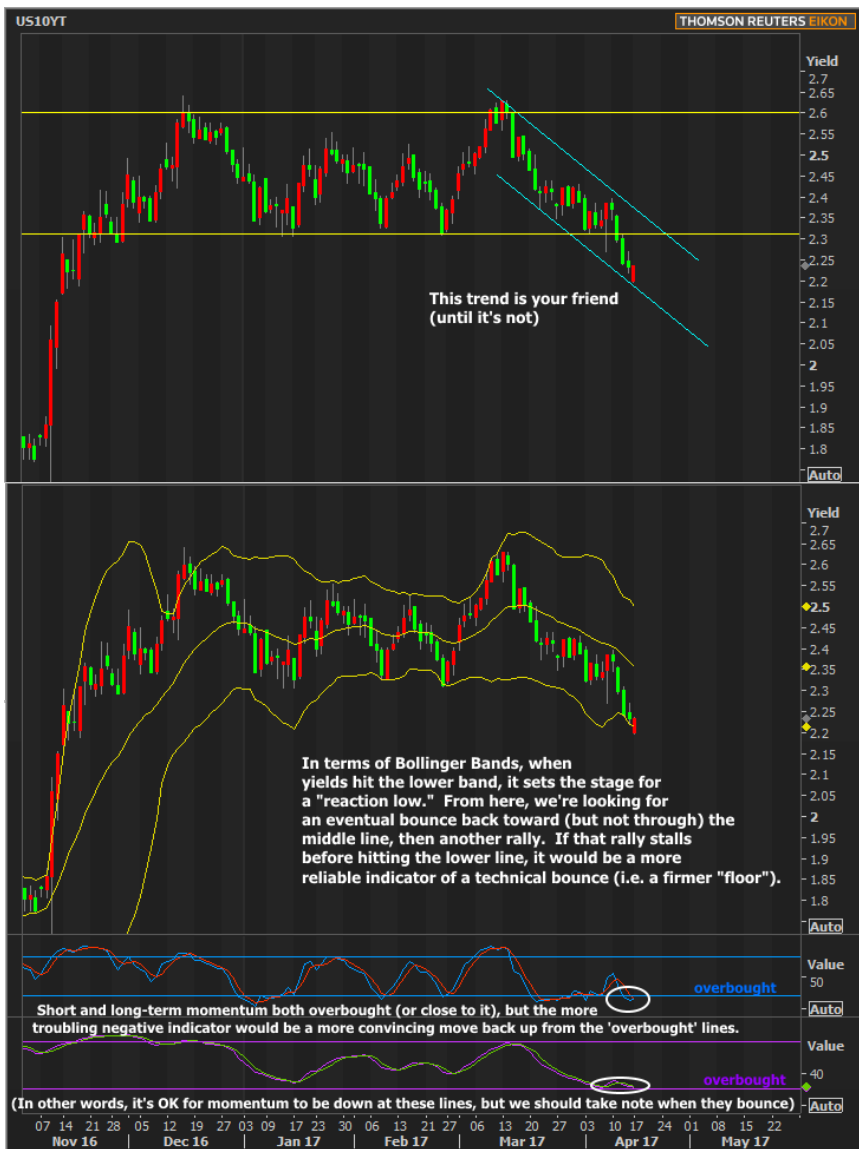 US10YT
THOMSON REUTERS EIKON
Yield
2.7
2.65
2.6
2.55
2.5
2.45
2.4
2.35
2.3
2.25
2.2
2.15
2.1
2.05
2
1.95
1.9
1.85
1.8
Auto
This trend is your friend
(until it's not)
Yield
2.7
2.65
2.6
2.55
2.5
2.45
2.4
2.35
2.3
2.25
2.2
2.15
2.1
2.05
2
1.95
1.9
1.85
1.8
Auto
In terms of Bollinger Bands, when
yields hit the lower band, it sets the stage for
a "reaction low." From here, we're looking for
an eventual bounce back toward (but not through) the
middle line, then another rally. If that rally stalls
before hitting the lower line, it would be a more
reliable indicator of a technical bounce (i.e. a firmer "floor").
Value
50
overbought
Auto
Short and long-term momentum both overbought (or close to it), but the more
troubling negative indicator would be a more convincing move back up from the 'overbought' lines.
Value
40
overbought
Auto
(In other words, it's OK for momentum to be down at these lines, but we should take note when they bounce)
07 14 21 28 05 12 19 27 03 09 17 23 30 06 13 21 27 06 13 20 27 03 10 17 24 01 08 15 22
Nov 16 Dec 16 Jan 17 Feb 17 Mar 17 Apr 17 May 17